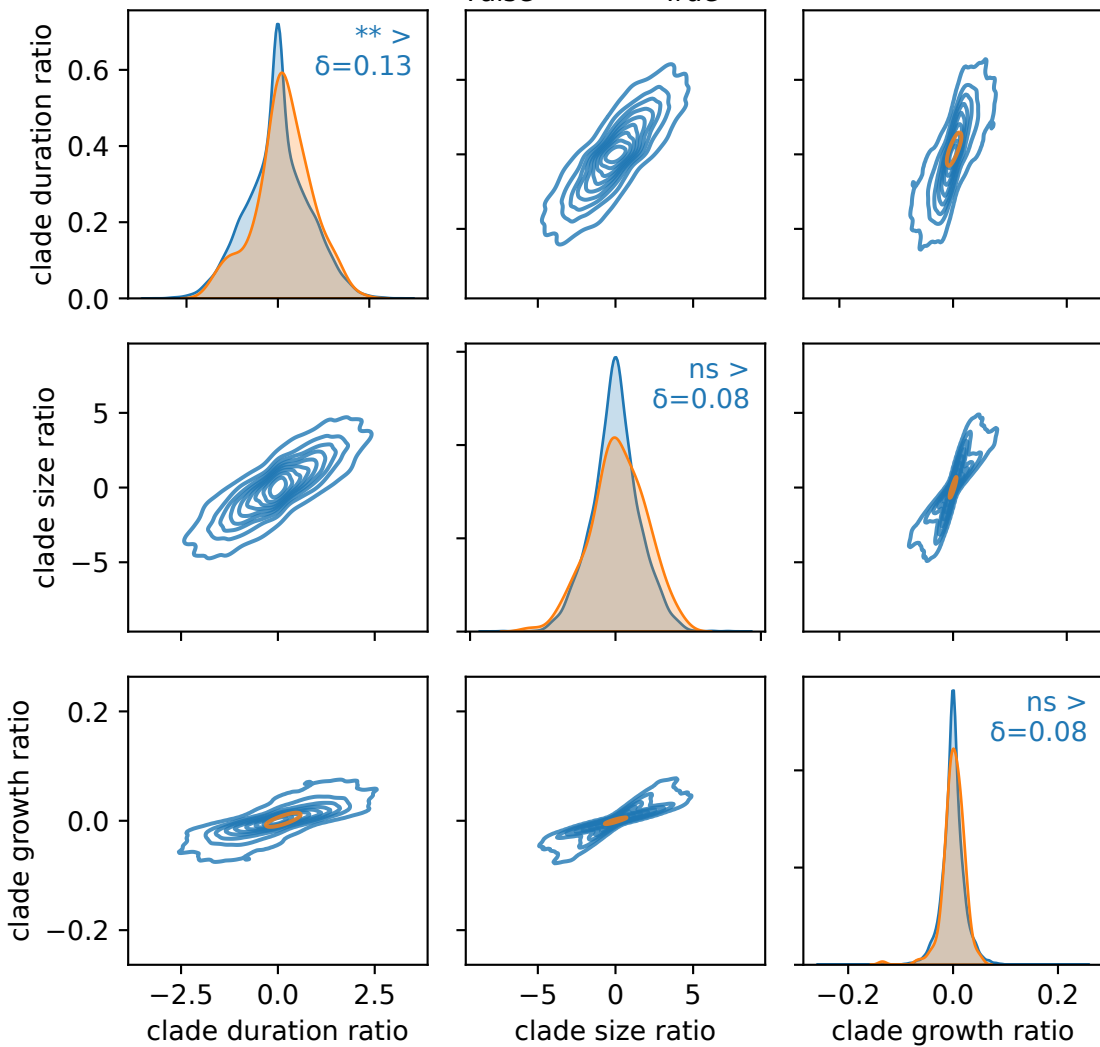 clade duration ratio
0.6
0.4
0.2
0.0
** >
δ=0.13
clade size ratio
5
0
−5
ns >
δ=0.08
clade growth ratio
0.2
0.0
−0.2
ns >
δ=0.08
−2.5 0.0 2.5
−5 0 5
−0.2 0.0 0.2
clade duration ratio
clade size ratio
clade growth ratio